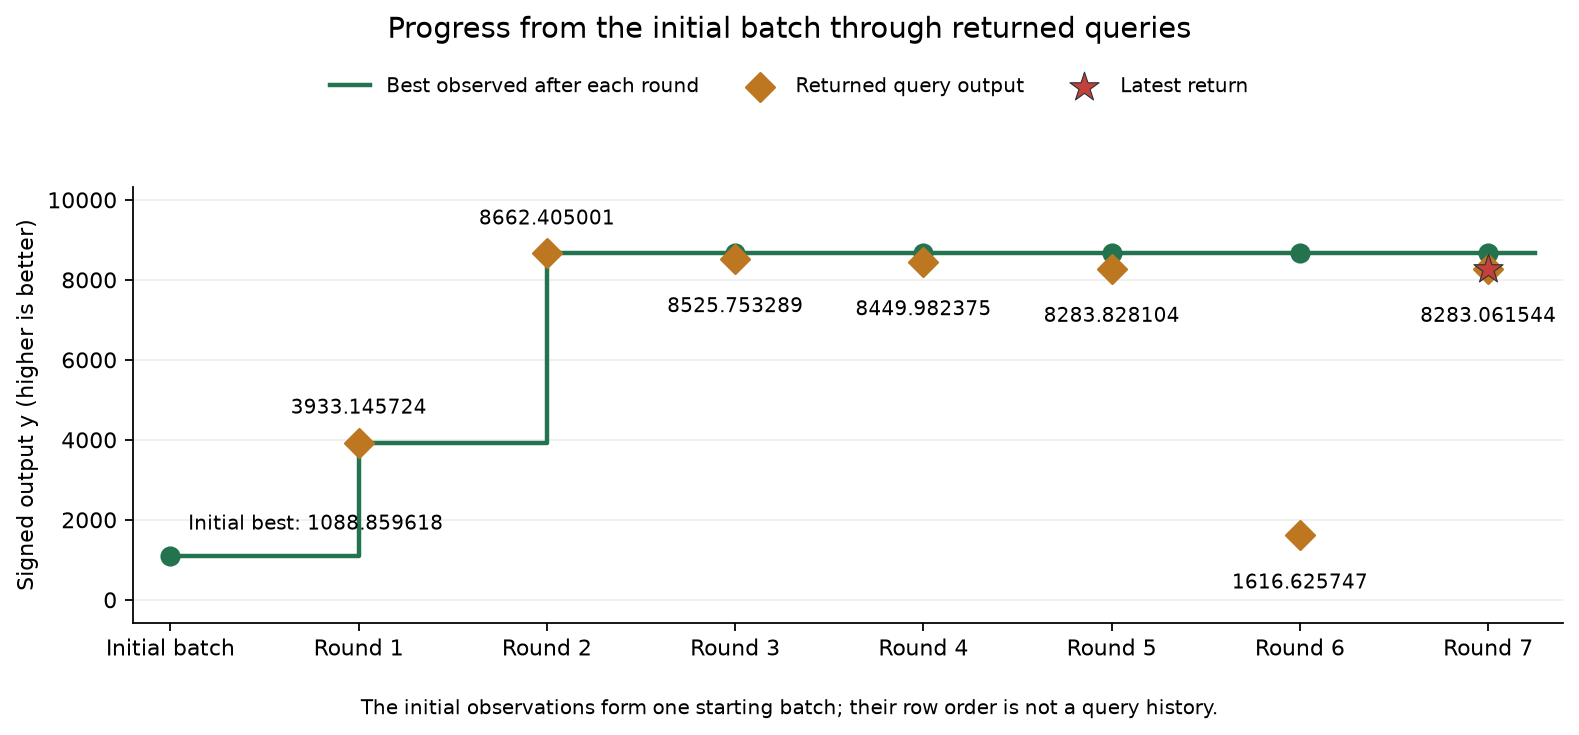 Progress from the initial batch through returned queries
Best observed after each round
Returned query output
Latest return
Signed output y (higher is better)
10000
8000
6000
4000
2000
0
Initial best: 1088.859618
3933.145724
8662.405001
8525.753289
8449.982375
8283.828104
1616.625747
8283.061544
Initial batch
Round 1
Round 2
Round 3
Round 4
Round 5
Round 6
Round 7
The initial observations form one starting batch; their row order is not a query history.